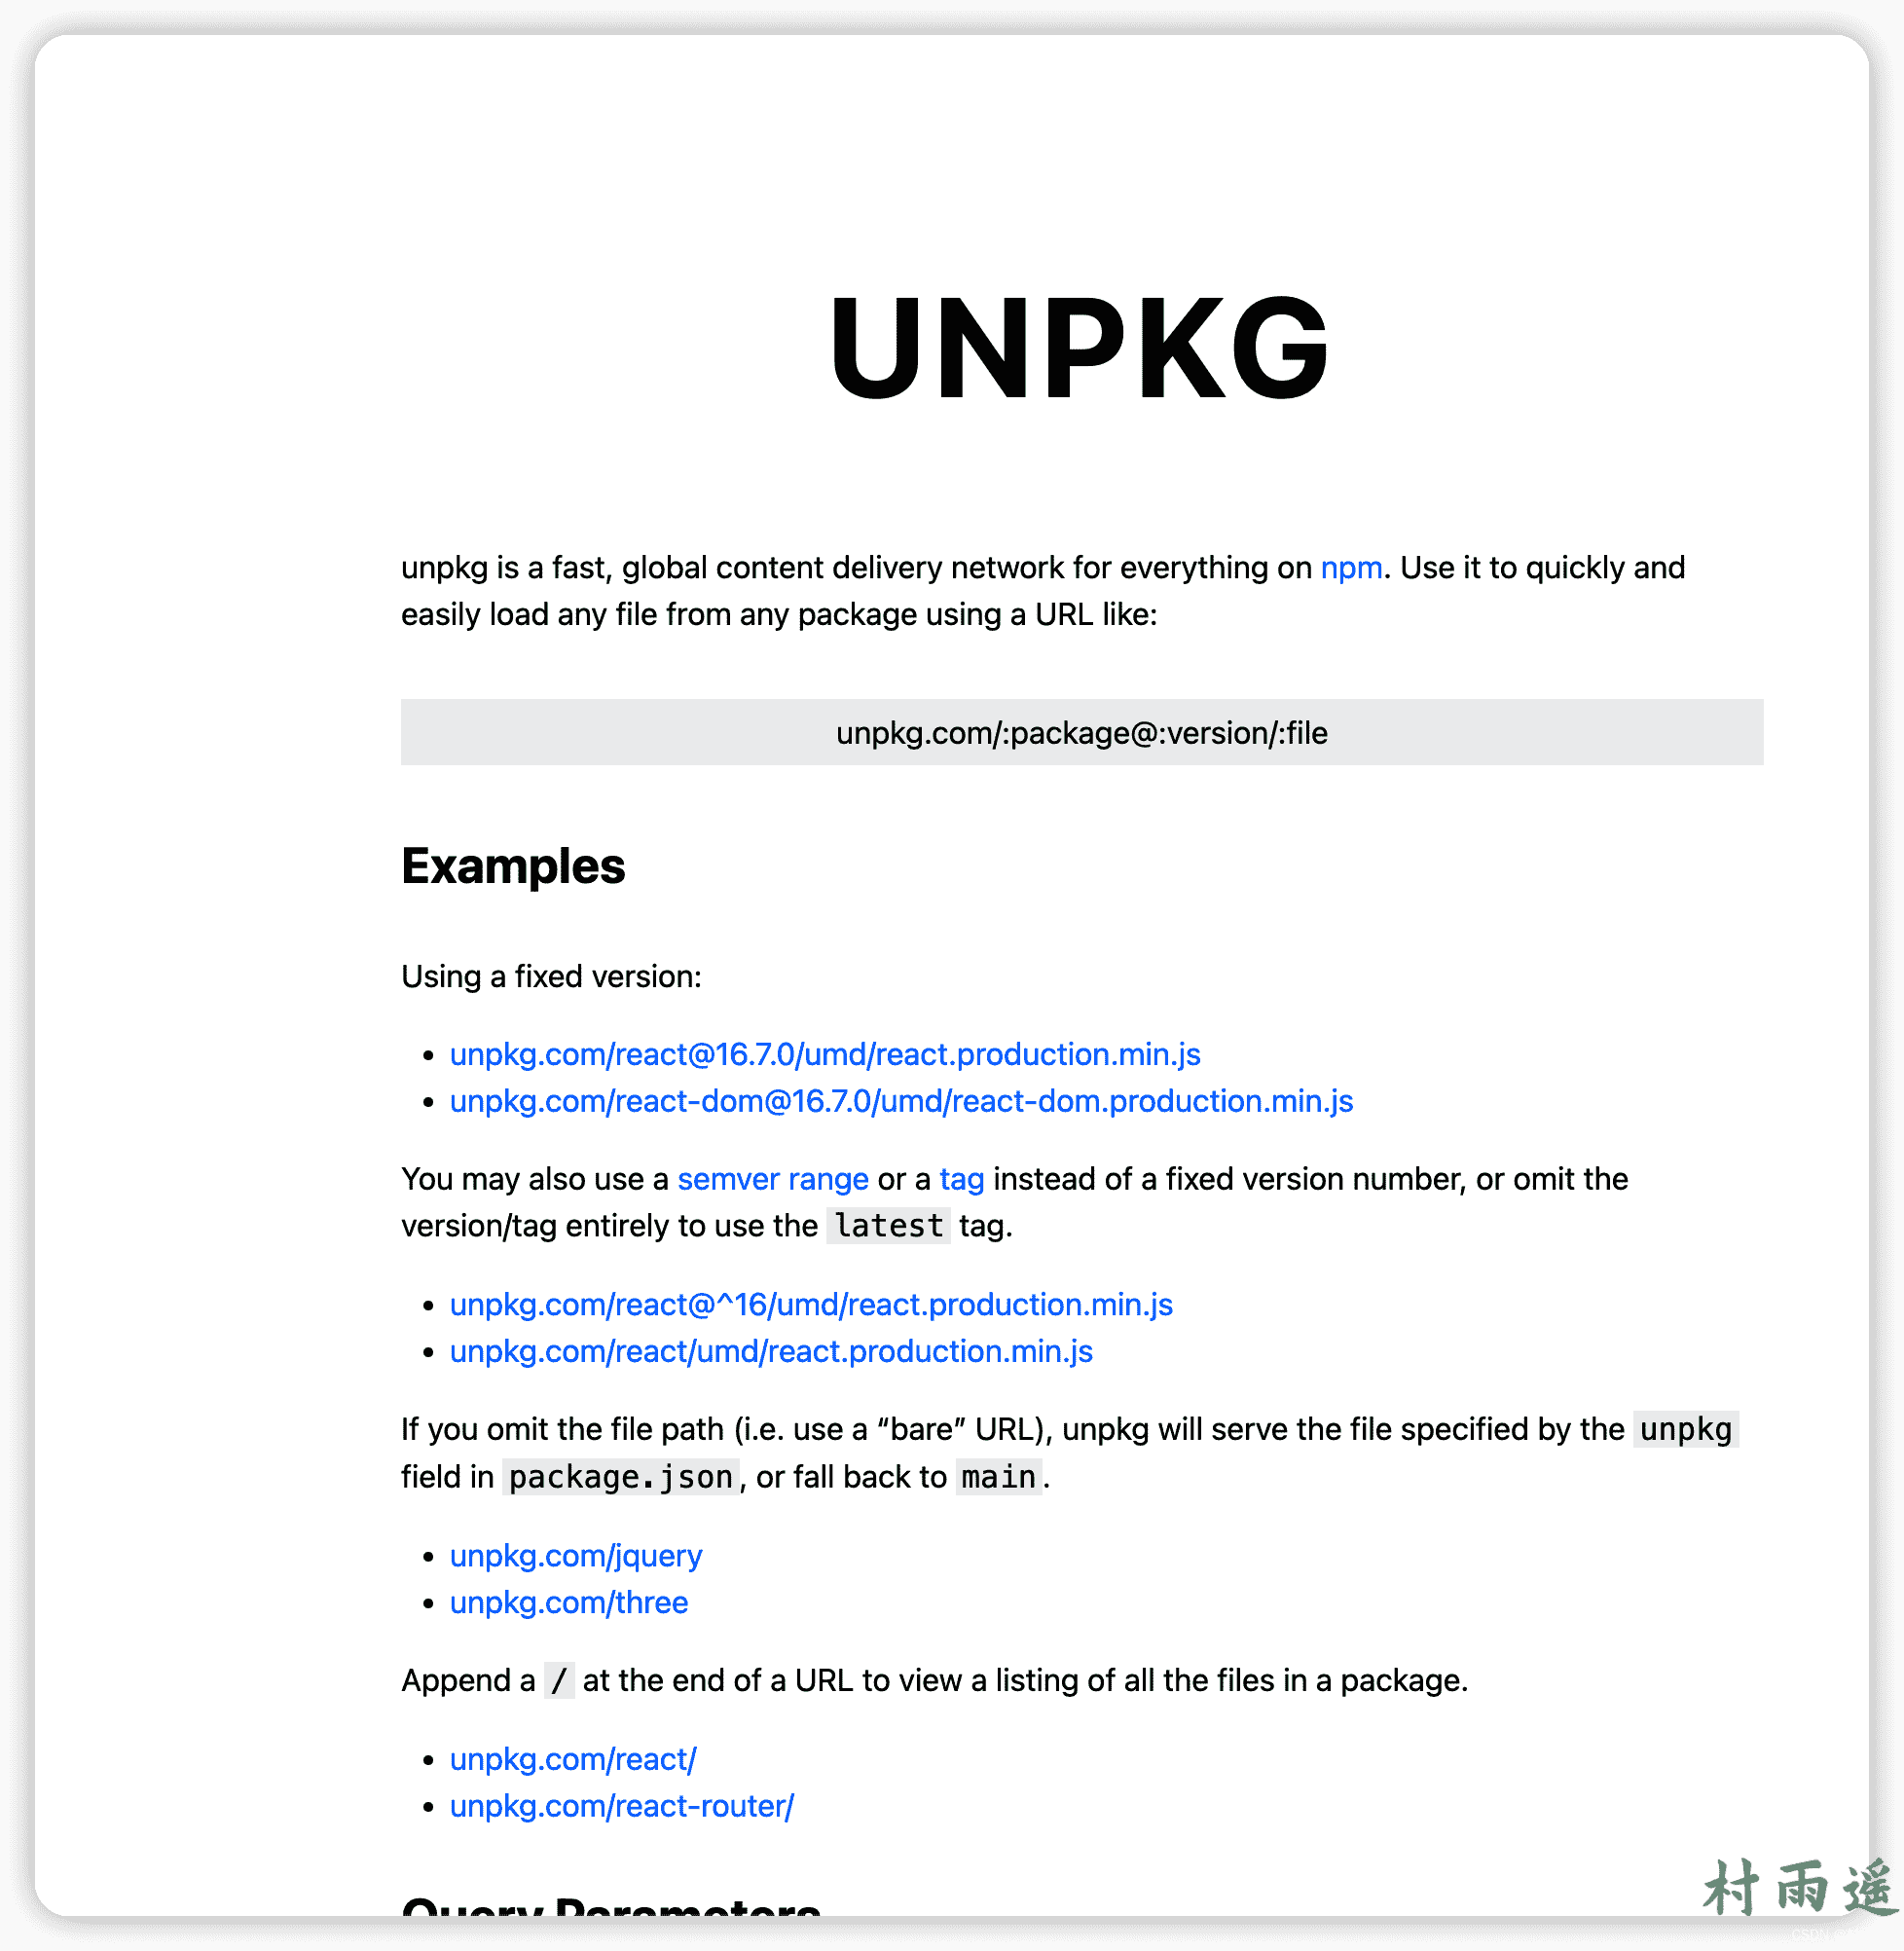 UNPKG
unpkg is a fast, global content delivery network for everything on npm. Use it to quickly and
easily load any file from any package using a URL like:
unpkg.com/:package@:version/:file
Examples
Using a fixed version:
• unpkg.com/react@16.7.0/umd/react.production.min.js
• unpkg.com/react-dom@16.7.0/umd/react-dom.production.min.js
You may also use a semver range or a tag instead of a fixed version number, or omit the
version/tag entirely to use the latest tag.
• unpkg.com/react@^16/umd/react.production.min.js
• unpkg.com/react/umd/react.production.min.js
If you omit the file path (i.e. use a “bare” URL), unpkg will serve the file specified by the unpkg
field in package.json, or fall back to main.
• unpkg.com/jquery
• unpkg.com/three
Append a / at the end of a URL to view a listing of all the files in a package.
• unpkg.com/react/
• unpkg.com/react-router/
Query Parameters
村雨遥